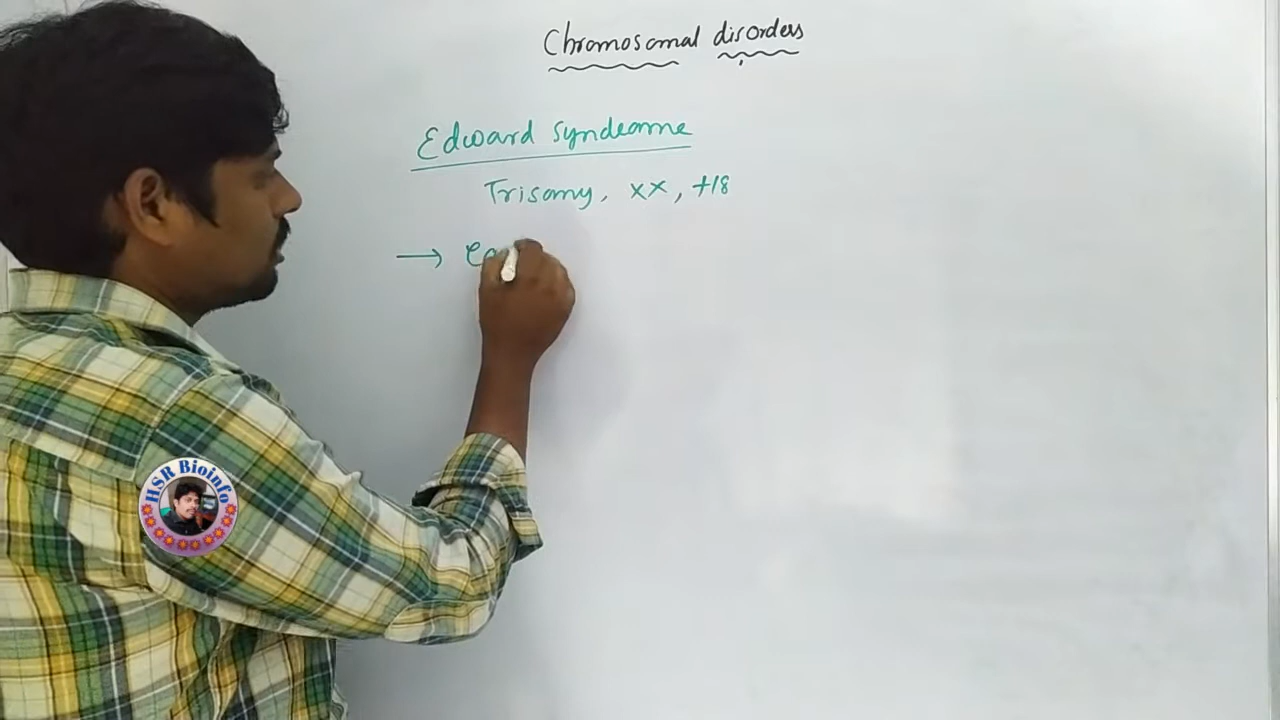 Chromosomal disorders
Edward Syndrome
Trisomy, XX, +18
→
HSR Bioinfo